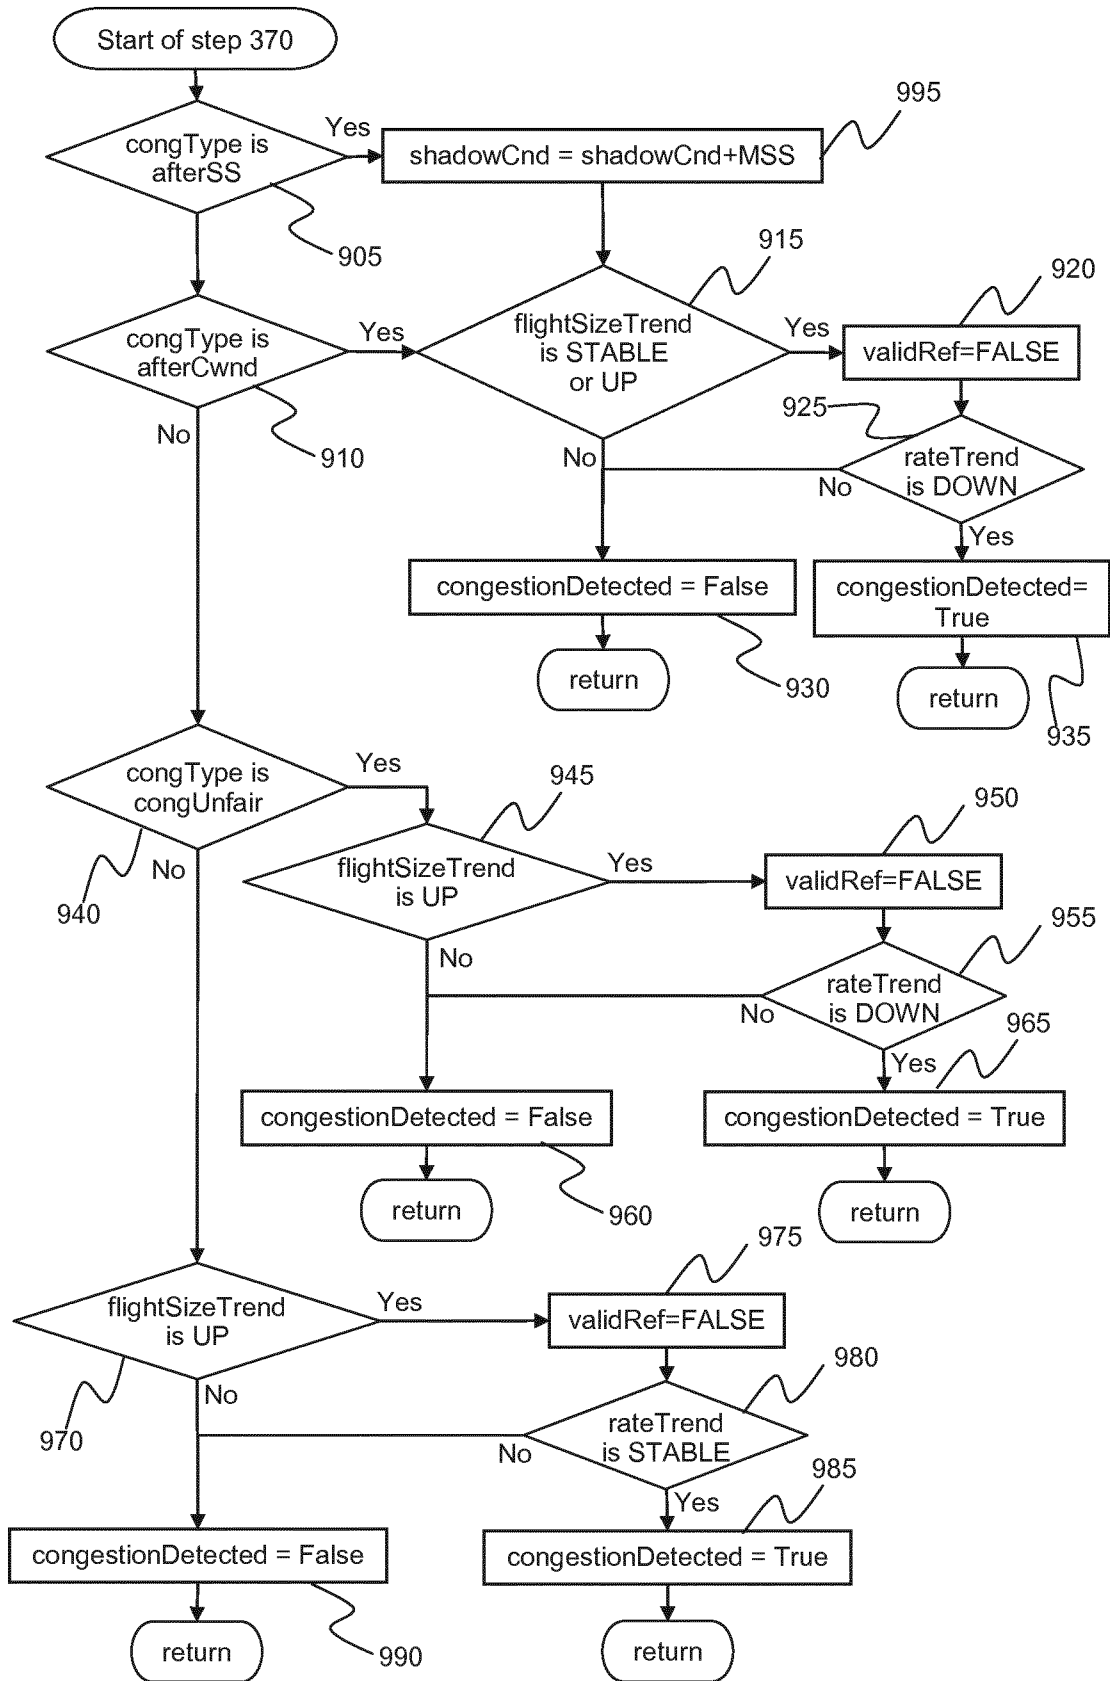 Start of step 370
995
congType is
afterSS
Yes
shadowCnd = shadowCnd+MSS
905
915
920
congType is
afterCwnd
Yes
flightSizeTrend
is STABLE
or UP
Yes
validRef=FALSE
925
No
910
No
No
rateTrend
is DOWN
Yes
congestionDetected = False
congestionDetected=
True
return
930
return
935
congType is
congUnfair
Yes
945
950
940
No
flightSizeTrend
is UP
Yes
validRef=FALSE
955
No
No
rateTrend
is DOWN
965
Yes
congestionDetected = False
congestionDetected = True
return
960
return
975
flightSizeTrend
is UP
Yes
validRef=FALSE
980
970
No
No
rateTrend
is STABLE
985
Yes
congestionDetected = False
congestionDetected = True
return
990
return